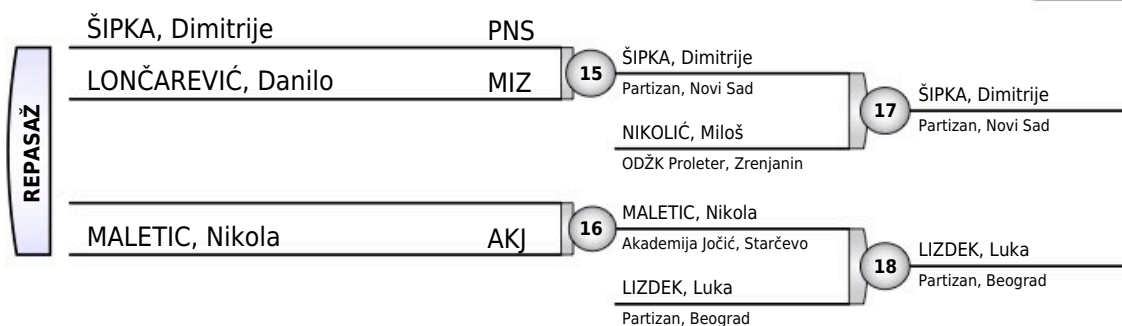 REPASAŽ
ŠIPKA, Dimitrije PNS
LONČAREVIĆ, Danilo MIZ
15
ŠIPKA, Dimitrije
Partizan, Novi Sad
NIKOLIĆ, Miloš
ODŽK Proleter, Zrenjanin
17
ŠIPKA, Dimitrije
Partizan, Novi Sad
MALETIC, Nikola AKJ
16
MALETIC, Nikola
Akademija Jočić, Starčevo
LIZDEK, Luka
Partizan, Beograd
18
LIZDEK, Luka
Partizan, Beograd